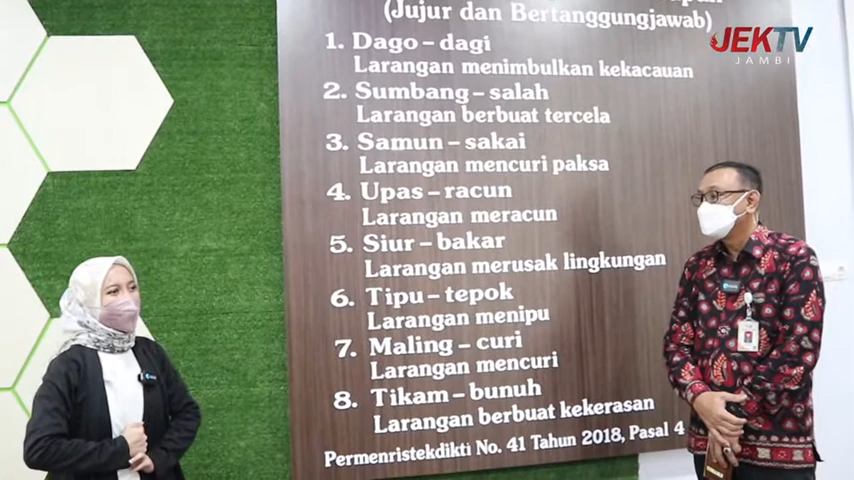 (Jujur dan Bertanggungjawab)
JEKTV
JAMBI
1. Dago – dagi
Larangan menimbulkan kekacauan
2. Sumbang – salah
Larangan berbuat tercela
3. Samun – sakai
Larangan mencuri paksa
4. Upas – racun
Larangan meracun
5. Siur – bakar
Larangan merusak lingkungan
6. Tipu – tepok
Larangan menipu
7. Maling – curi
Larangan mencuri
8. Tikam – bunuh
Larangan berbuat kekerasan
Permenristekdikti No. 41 Tahun 2018, Pasal 4